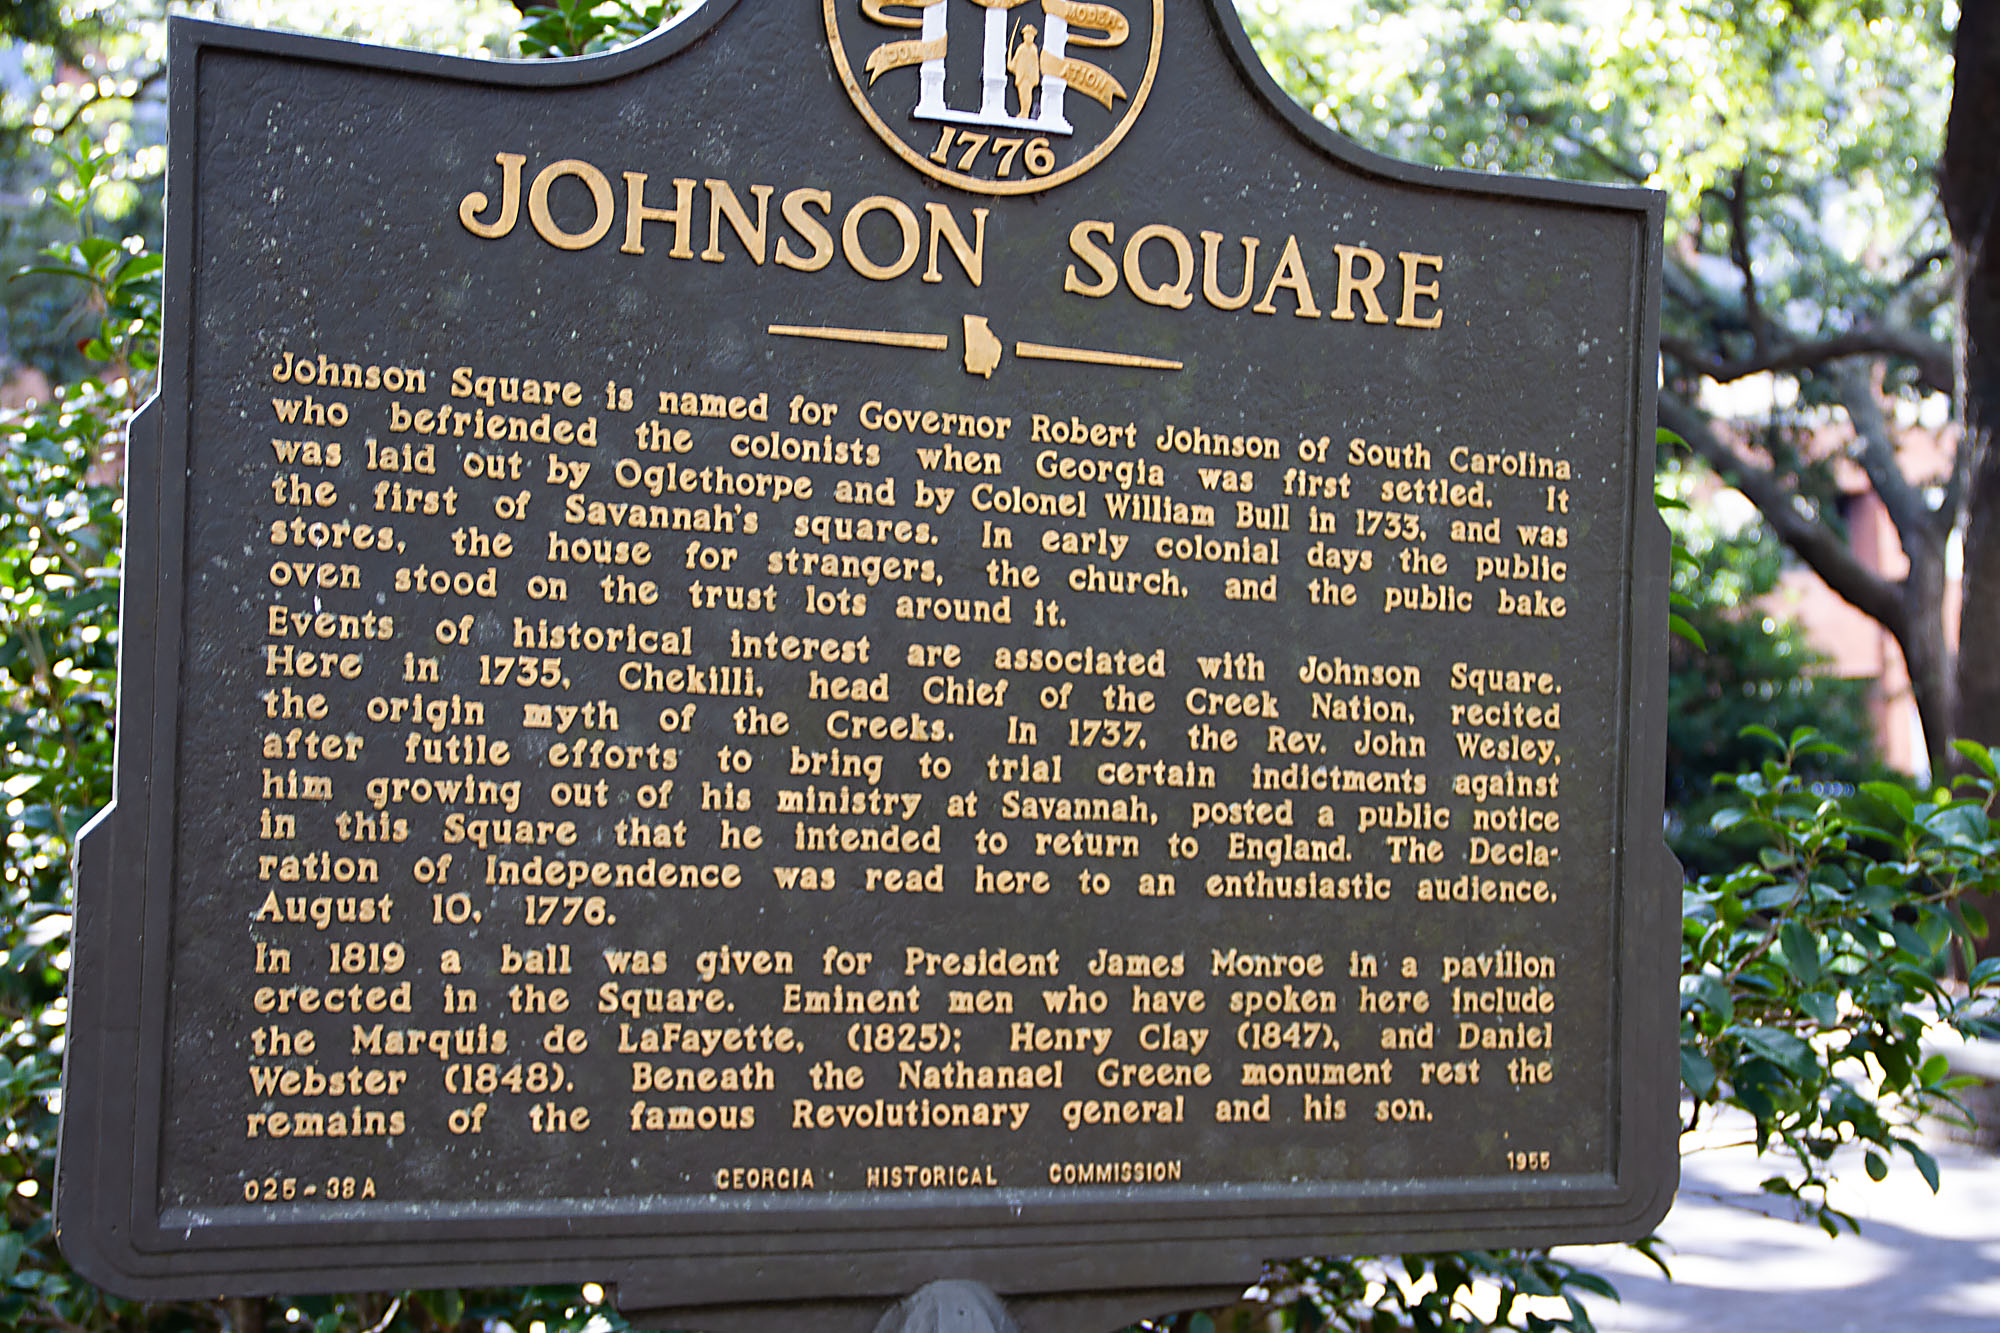 MODER-
ATION
1776
JOHNSON SQUARE
Johnson Square is named for Governor Robert Johnson of South Carolina
who befriended the colonists when Georgia was first settled. It
was laid out by Oglethorpe and by Colonel William Bull in 1733, and was
the first of Savannah's squares. In early colonial days the public
stores, the house for strangers, the church, and the public bake
oven stood on the trust lots around it.
Events of historical interest are associated with Johnson Square.
Here in 1735, Chekilli, head Chief of the Creek Nation, recited
the origin myth of the Creeks. In 1737, the Rev. John Wesley,
after futile efforts to bring to trial certain indictments against
him growing out of his ministry at Savannah, posted a public notice
in this Square that he intended to return to England. The Decla-
ration of Independence was read here to an enthusiastic audience,
August 10, 1776.
In 1819 a ball was given for President James Monroe in a pavilion
erected in the Square. Eminent men who have spoken here include
the Marquis de LaFayette, (1825); Henry Clay (1847), and Daniel
Webster (1848). Beneath the Nathanael Greene monument rest the
remains of the famous Revolutionary general and his son.
025-38A GEORGIA HISTORICAL COMMISSION 1955